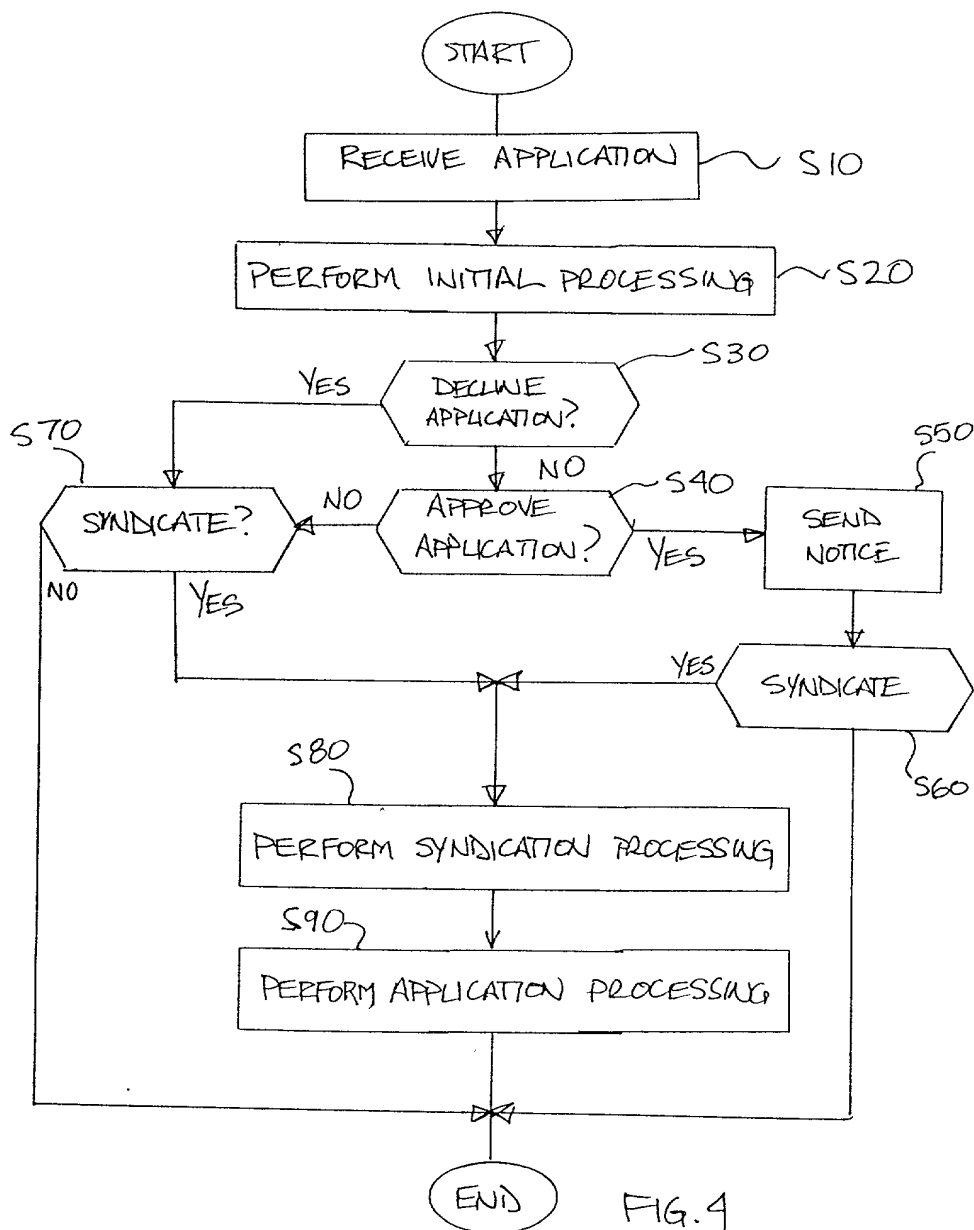 START
RECEIVE APPLICATION
S10
PERFORM INITIAL PROCESSING
S20
S30
YES
DECLINE
APPLICATION?
S70
NO
S50
S40
SYNDICATE?
NO
APPROVE
APPLICATION?
YES
SEND
NOTICE
NO
YES
YES
SYNDICATE
S60
S80
PERFORM SYNDICATION PROCESSING
S90
PERFORM APPLICATION PROCESSING
END
FIG.4